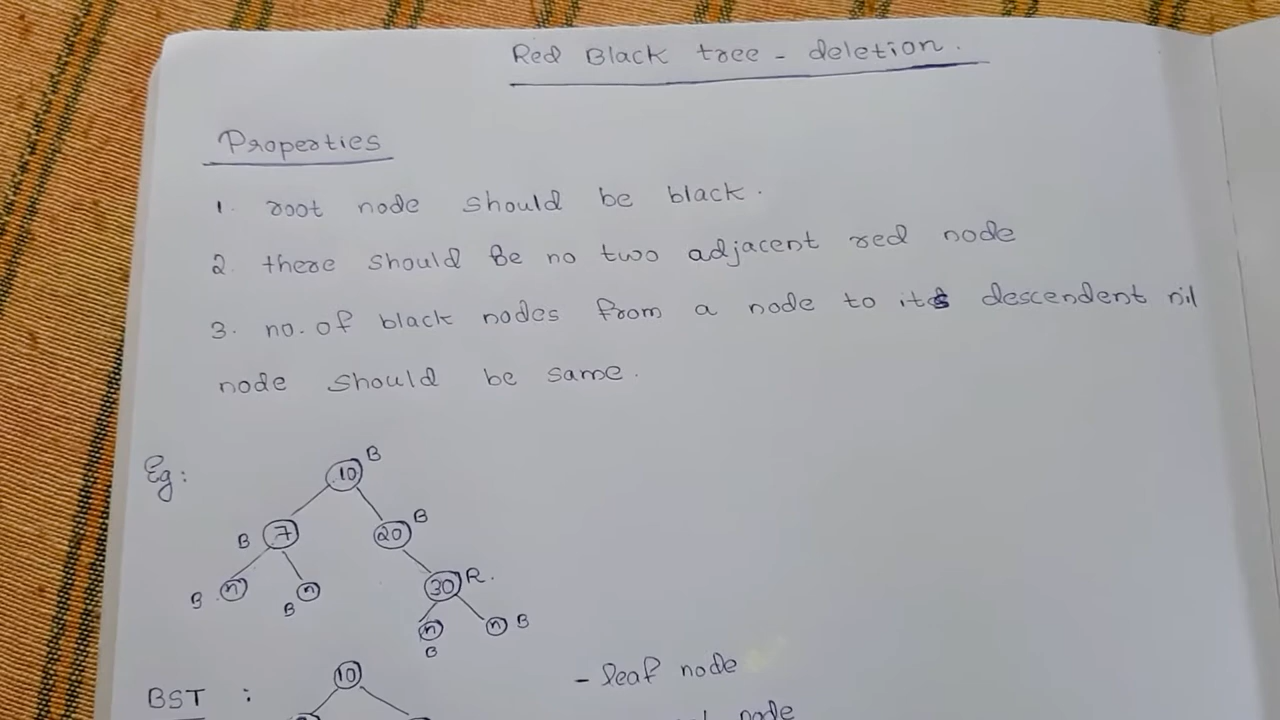 Red Black tree - deletion.
Properties
1. root node should be black.
2. there should be no two adjacent red node
3. no. of black nodes from a node to its descendent nil
node should be same.
Eg:
10 B
B 7 20 B
B n n B 30 R.
n B n B
BST : 10
- leaf node
node